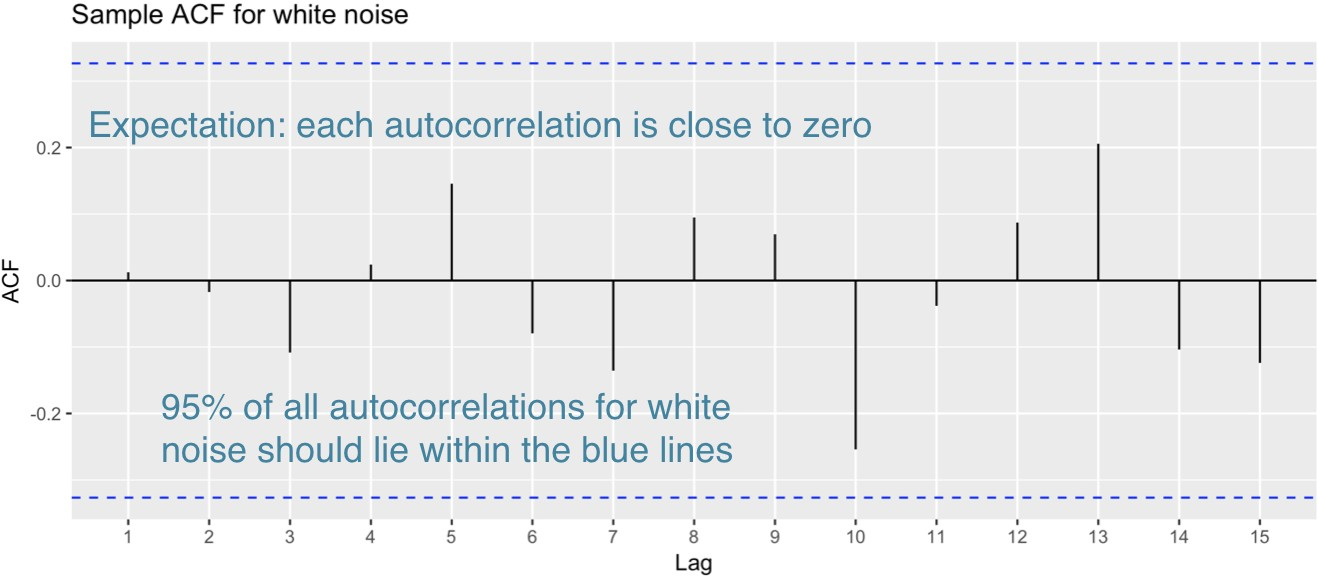 Sample ACF for white noise
Expectation: each autocorrelation is close to zero
0.2
ACF
0.0
-0.2
95% of all autocorrelations for white
noise should lie within the blue lines
1 2 3 4 5 6 7 8 9 10 11 12 13 14 15
Lag